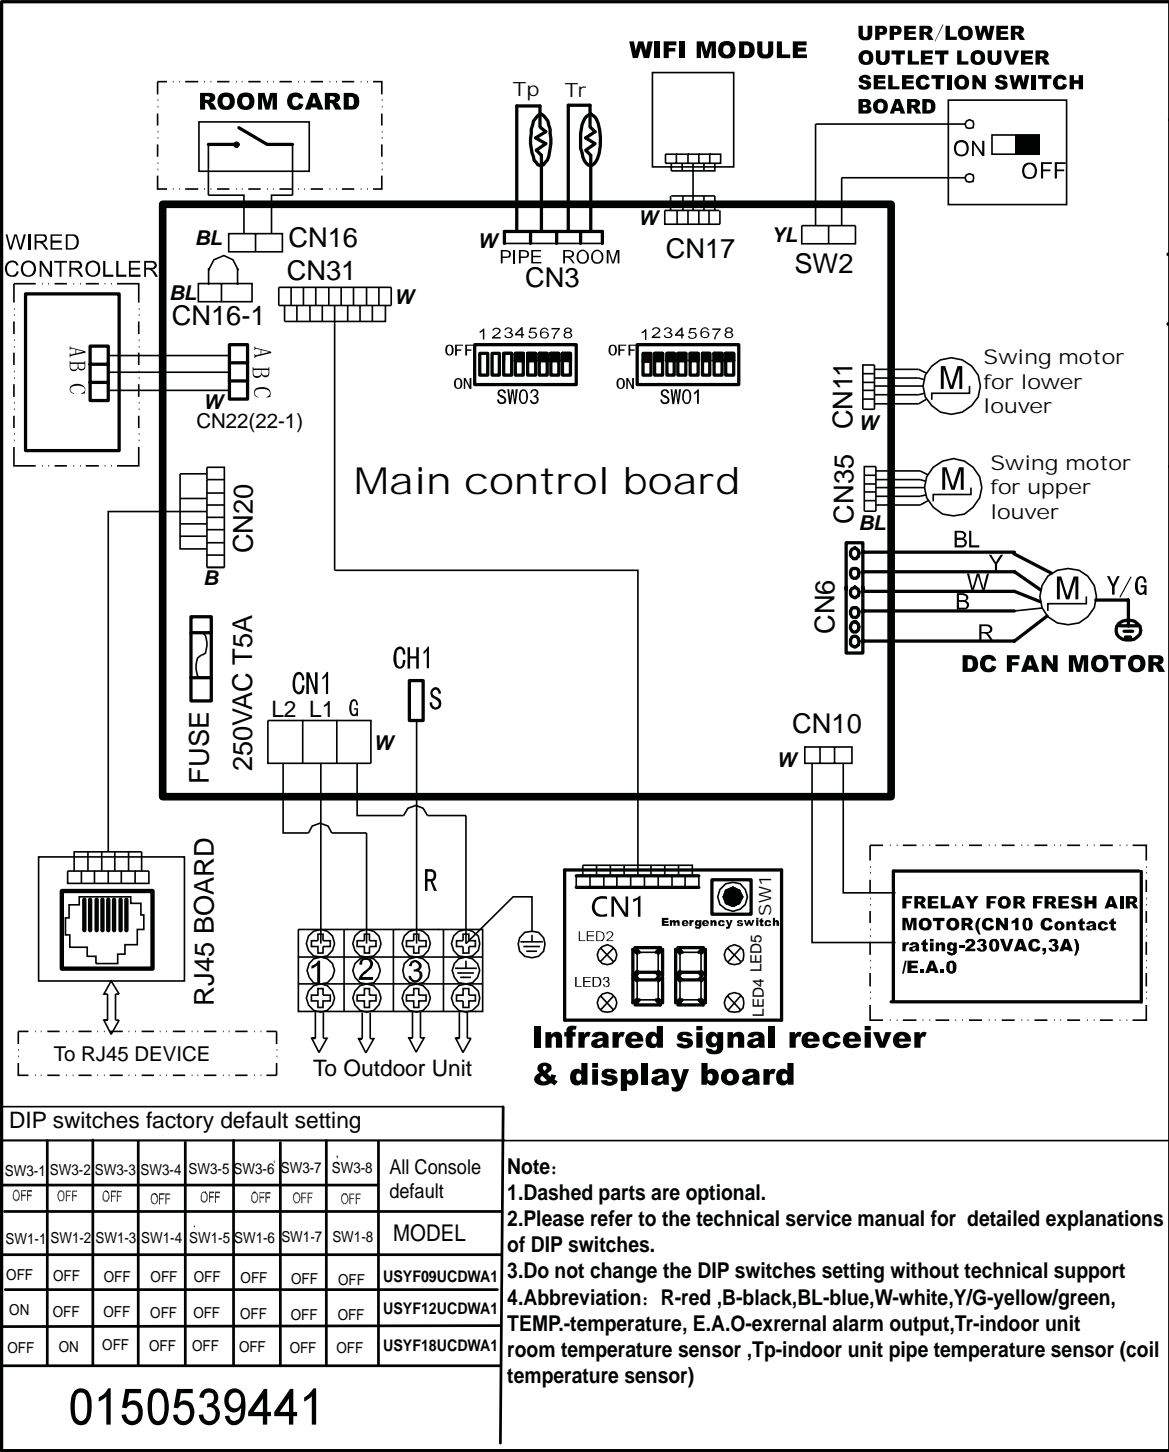 WIFI MODULE
UPPER/LOWER
OUTLET LOUVER
SELECTION SWITCH
BOARD
ON
OFF
ROOM CARD
Tp
Tr
BL
CN16
CN31
W
W
PIPE
ROOM
CN3
W
CN17
YL
SW2
WIRED
CONTROLLER
BL
CN16-1
A B C
A B C
W
CN22(22-1)
12345678
OFF
ON
SW03
12345678
OFF
ON
SW01
CN11
W
Swing motor
for lower
louver
M
Main control board
CN35
BL
Swing motor
for upper
louver
M
CN20
B
BL
Y
W
B
R
CN6
M
Y/G
DC FAN MOTOR
FUSE
250VAC T5A
CN1
L2
L1
G
W
CH1
S
CN10
W
RJ45 BOARD
To RJ45 DEVICE
R
1
2
3
To Outdoor Unit
CN1
SW1
Emergency switch
LED2
LED3
LED5
LED4
Infrared signal receiver
& display board
FRELAY FOR FRESH AIR
MOTOR(CN10 Contact
rating-230VAC,3A)
/E.A.0
DIP switches factory default setting
SW3-1 SW3-2 SW3-3 SW3-4 SW3-5 SW3-6 SW3-7 SW3-8 All Console
default
OFF OFF OFF OFF OFF OFF OFF OFF
SW1-1 SW1-2 SW1-3 SW1-4 SW1-5 SW1-6 SW1-7 SW1-8 MODEL
OFF OFF OFF OFF OFF OFF OFF OFF USYF09UCDWA1
ON OFF OFF OFF OFF OFF OFF OFF USYF12UCDWA1
OFF ON OFF OFF OFF OFF OFF OFF USYF18UCDWA1
0150539441
Note:
1.Dashed parts are optional.
2.Please refer to the technical service manual for detailed explanations
of DIP switches.
3.Do not change the DIP switches setting without technical support
4.Abbreviation: R-red ,B-black,BL-blue,W-white,Y/G-yellow/green,
TEMP.-temperature, E.A.O-exrernal alarm output,Tr-indoor unit
room temperature sensor ,Tp-indoor unit pipe temperature sensor (coil
temperature sensor)